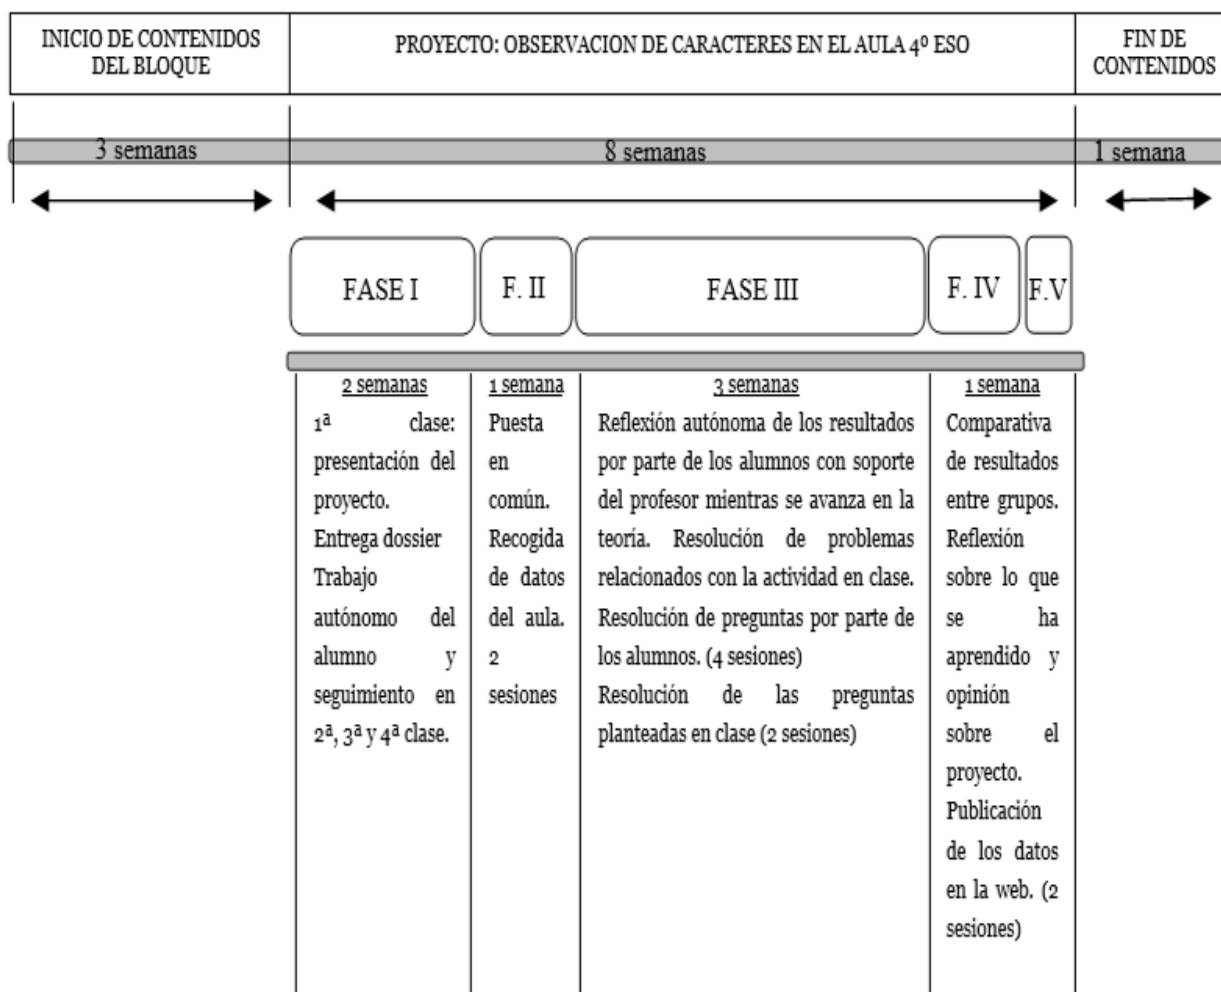 INICIO DE CONTENIDOS
DEL BLOQUE
PROYECTO: OBSERVACION DE CARACTERES EN EL AULA 4º ESO
FIN DE
CONTENIDOS
3 semanas
8 semanas
1 semana
FASE I
F. II
FASE III
F. IV
F.V
2 semanas
1ª clase:
presentación del
proyecto.
Entrega dossier
Trabajo
autónomo del
alumno y
seguimiento en
2ª, 3ª y 4ª clase.
1 semana
Puesta
en
común.
Recogida
de datos
del aula.
2
sesiones
3 semanas
Reflexión autónoma de los resultados
por parte de los alumnos con soporte
del profesor mientras se avanza en la
teoría. Resolución de problemas
relacionados con la actividad en clase.
Resolución de preguntas por parte de
los alumnos. (4 sesiones)
Resolución de las preguntas
planteadas en clase (2 sesiones)
1 semana
Comparativa
de resultados
entre grupos.
Reflexión
sobre lo que
se ha
aprendido y
opinión
sobre el
proyecto.
Publicación
de los datos
en la web. (2
sesiones)